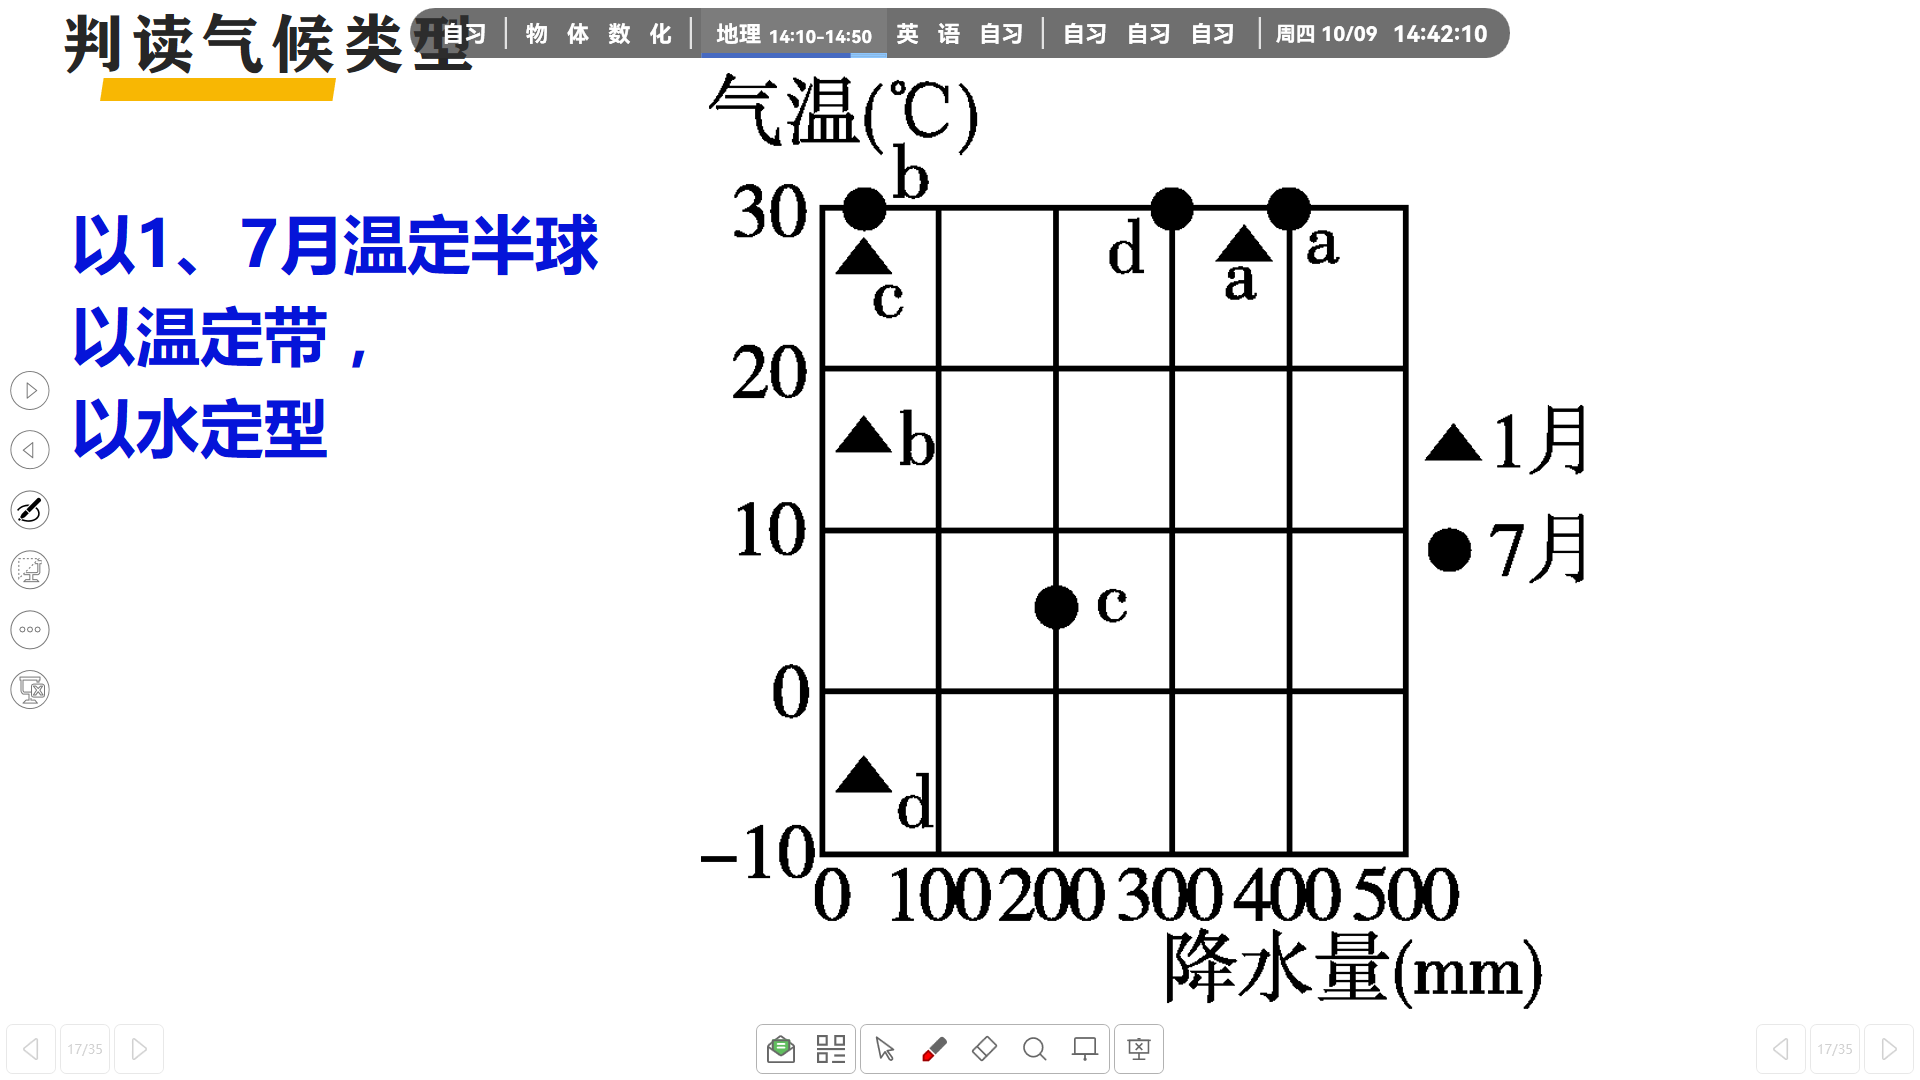 判读气候类型
自习 物 体 数 化 地理 14:10-14:50 英 语 自习 自习 自习 自习 周四 10/09 14:42:10
以1、7月温定半球
以温定带，
以水定型
气温(℃)
b
30
d
a
a
c
20
b
1月
10
7月
c
0
d
-10
0 100 200 300 400 500
降水量(mm)
17/35
17/35